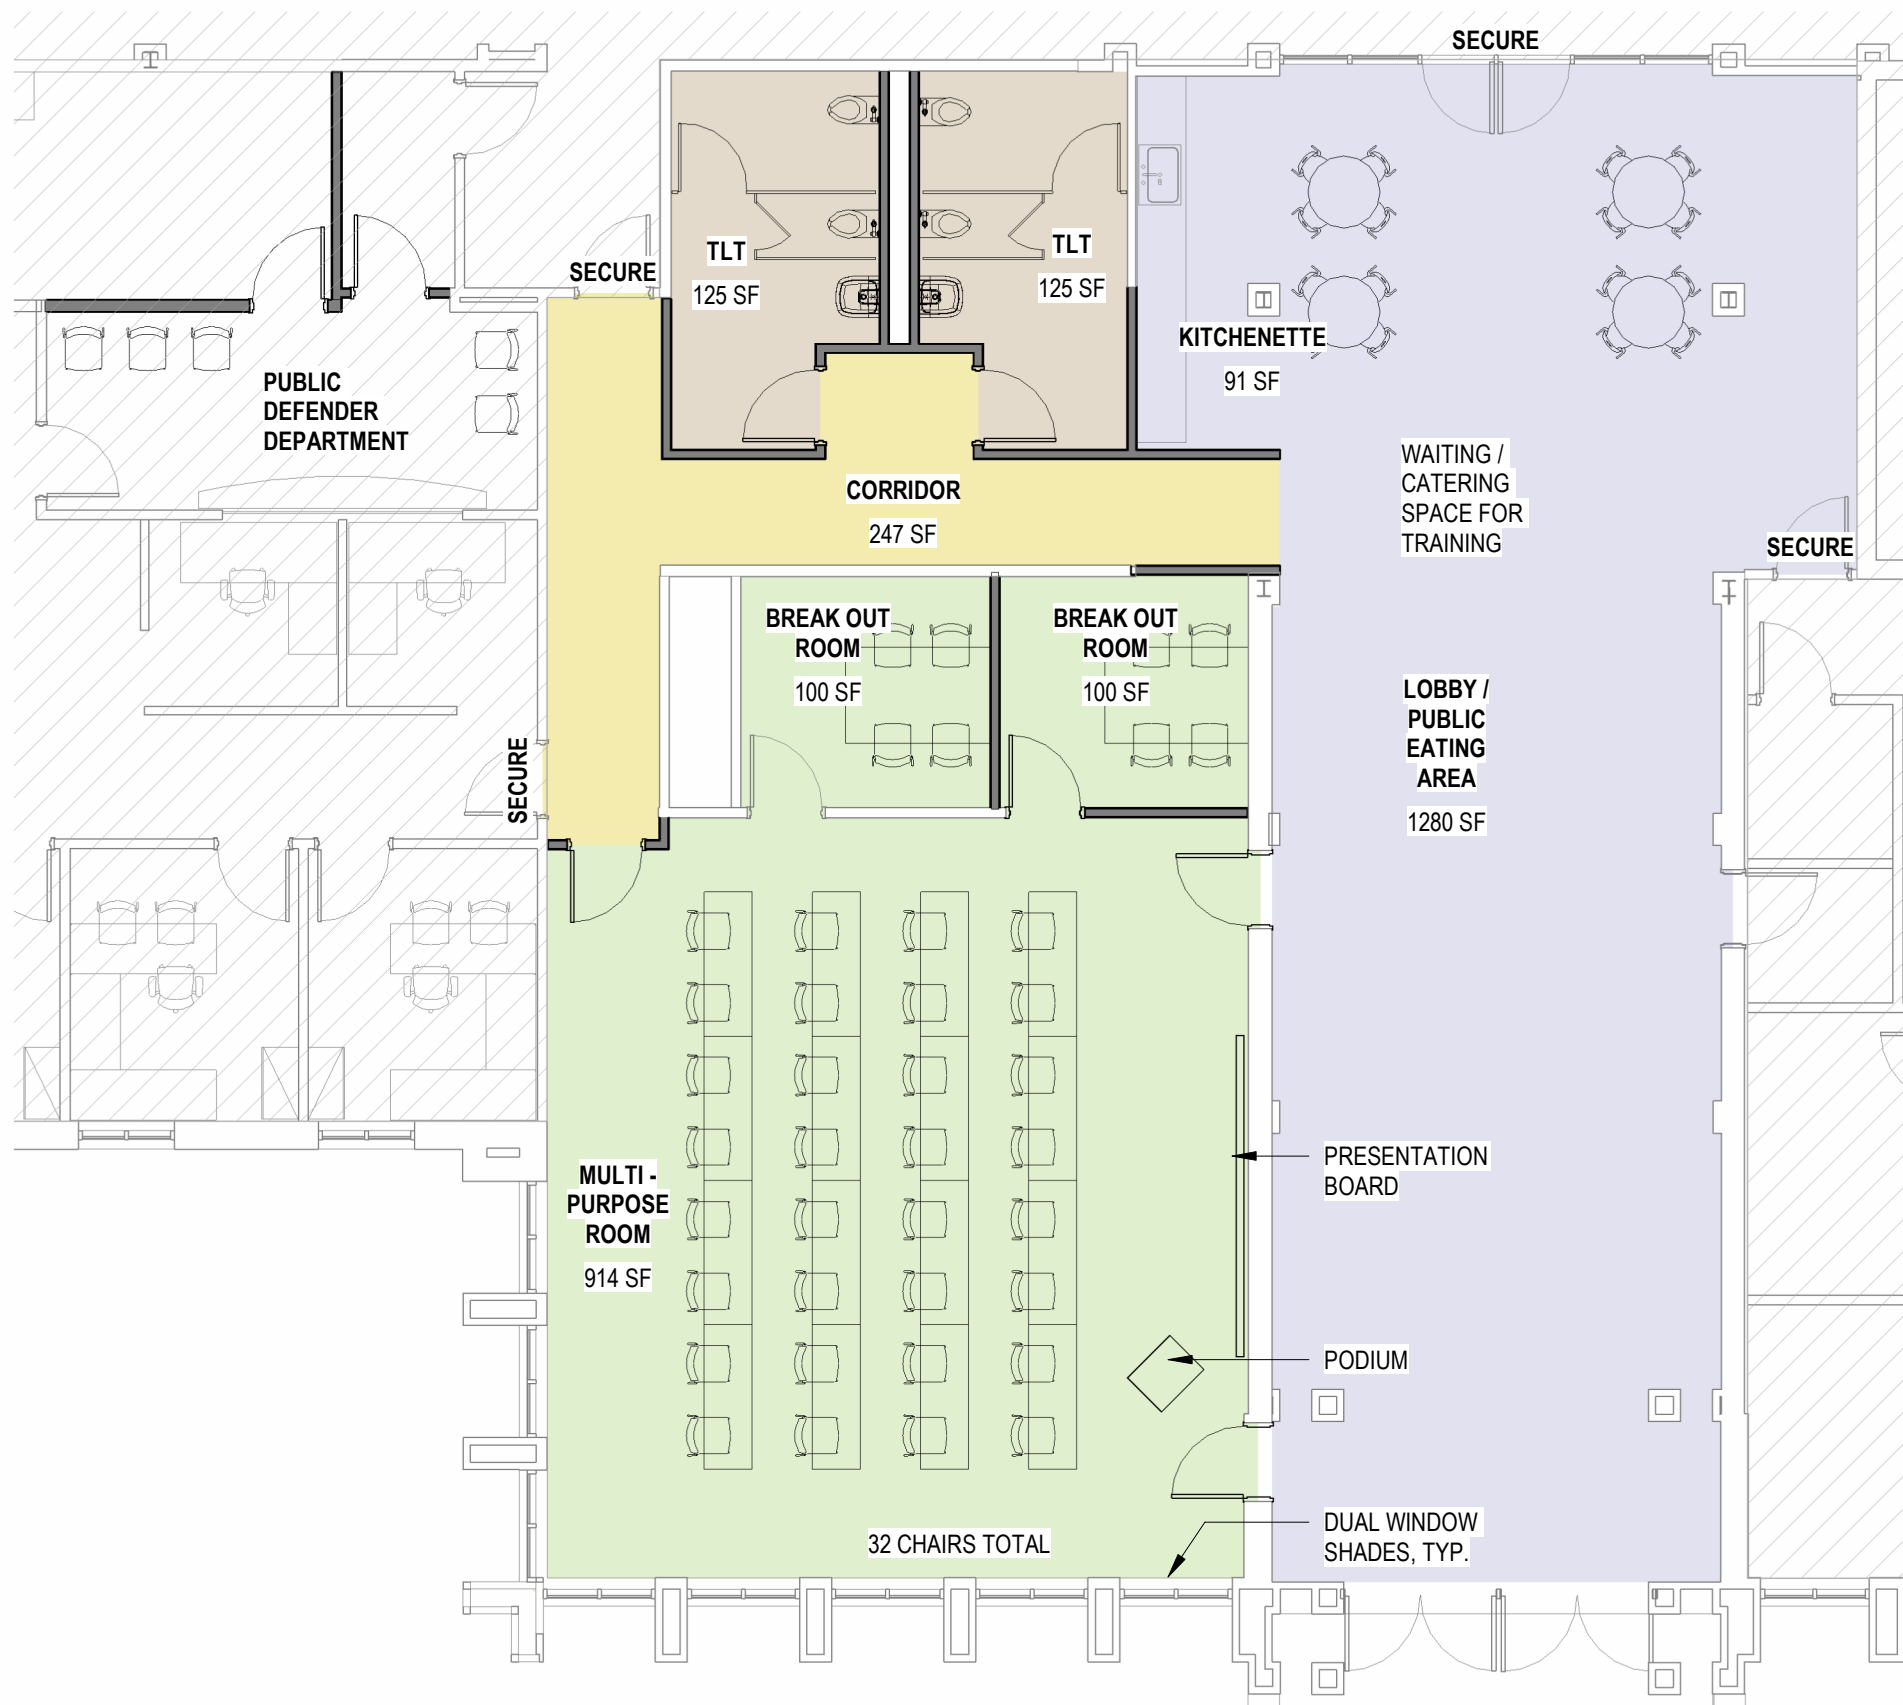 SECURE
SECURE
TLT
125 SF
TLT
125 SF
KITCHENETTE
91 SF
PUBLIC
DEFENDER
DEPARTMENT
WAITING /
CATERING
SPACE FOR
TRAINING
CORRIDOR
247 SF
SECURE
BREAK OUT
ROOM
100 SF
BREAK OUT
ROOM
100 SF
LOBBY /
PUBLIC
EATING
AREA
1280 SF
SECURE
MULTI -
PURPOSE
ROOM
914 SF
PRESENTATION
BOARD
PODIUM
DUAL WINDOW
SHADES, TYP.
32 CHAIRS TOTAL